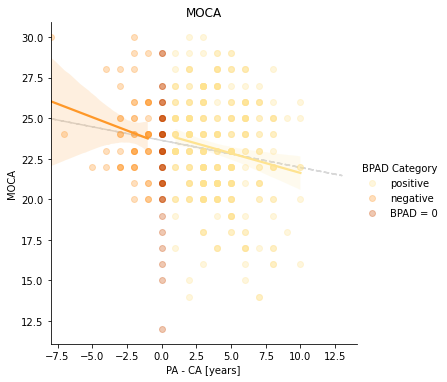 MOCA
30.0
27.5
25.0
22.5
20.0
17.5
15.0
12.5
MOCA
−7.5 −5.0 −2.5 0.0 2.5 5.0 7.5 10.0 12.5
PA - CA [years]
BPAD Category
positive
negative
BPAD = 0